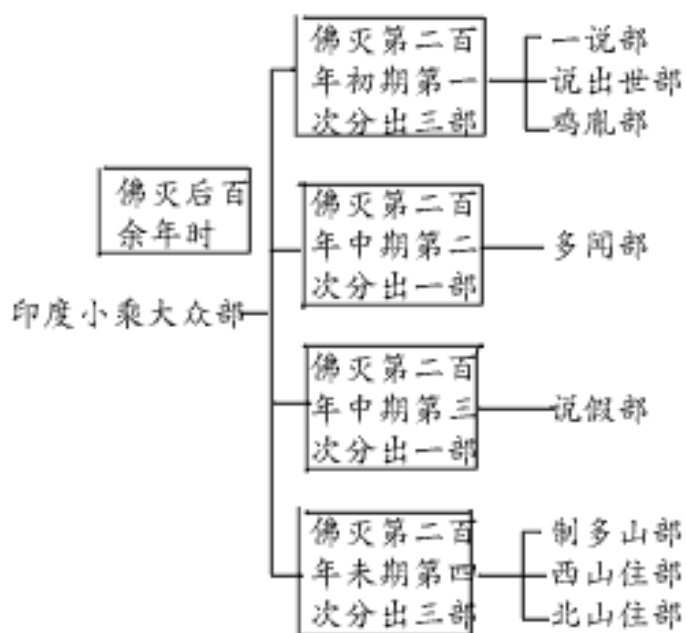 佛灭后百
余年时
印度小乘大众部
佛灭第二百
年初期第一
次分出三部
一说部
说出世部
鸡胤部
佛灭第二百
年中期第二
次分出一部
多闻部
佛灭第二百
年中期第三
次分出一部
说假部
佛灭第二百
年末期第四
次分出三部
制多山部
西山住部
北山住部